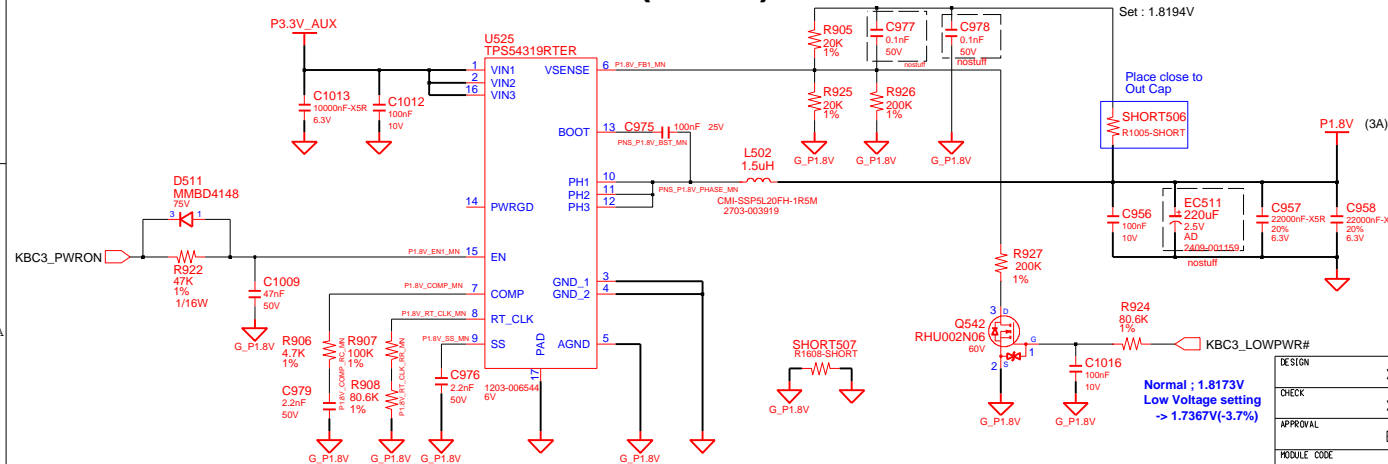 Set : 1.8194V
P3.3V_AUX
U525
TPS54319RTER
1 VIN1
2 VIN2
16 VIN3
VSENSE 6
P1.8V_FB1_MN
BOOT 13
PH1 10
PH2 11
PH3 12
14 PWRGD
15 EN
7 COMP
8 RT_CLK
9 SS
GND_1 3
GND_2 4
AGND 5
PAD
17
1203-006544
6V
C1013
10000nF-X5R
6.3V
C1012
100nF
10V
R905
20K
1%
C977
0.1nF
50V
nostuff
C978
0.1nF
50V
nostuff
R925
20K
1%
R926
200K
1%
G_P1.8V
G_P1.8V
G_P1.8V
C975 100nF 25V
PNS_P1.8V_BST_MN
PNS_P1.8V_PHASE_MN
L502
1.5uH
CMI-SSP5L20FH-1R5M
2703-003919
Place close to
Out Cap
SHORT506
R1005-SHORT
P1.8V (3A)
C956
100nF
10V
EC511
220uF
2.5V
AD
2409-001159
nostuff
C957
22000nF-X5R
20%
6.3V
C958
22000nF-X
20%
6.3V
D511
MMBD4148
75V
3 1
KBC3_PWRON
R922
47K
1%
1/16W
P1.8V_EN1_MN
C1009
47nF
50V
G_P1.8V
P1.8V_COMP_MN
P1.8V_RT_CLK_MN
P1.8V_SS_MN
R906
4.7K
1%
P1.8V_COMP_RC_MN
C979
2.2nF
50V
G_P1.8V
R907
100K
1%
P1.8V_RT_CLK_RR_MN
R908
80.6K
1%
G_P1.8V
C976
2.2nF
50V
G_P1.8V
G_P1.8V
SHORT507
R1608-SHORT
G_P1.8V
G_P1.8V
R927
200K
1%
3 D
Q542
RHU002N06
60V
G
1
2 S
G_P1.8V
R924
80.6K
1%
KBC3_LOWPWR#
C1016
100nF
10V
G_P1.8V
Normal ; 1.8173V
Low Voltage setting
-> 1.7367V(-3.7%)
DESIGN
CHECK
APPROVAL
MODULE CODE